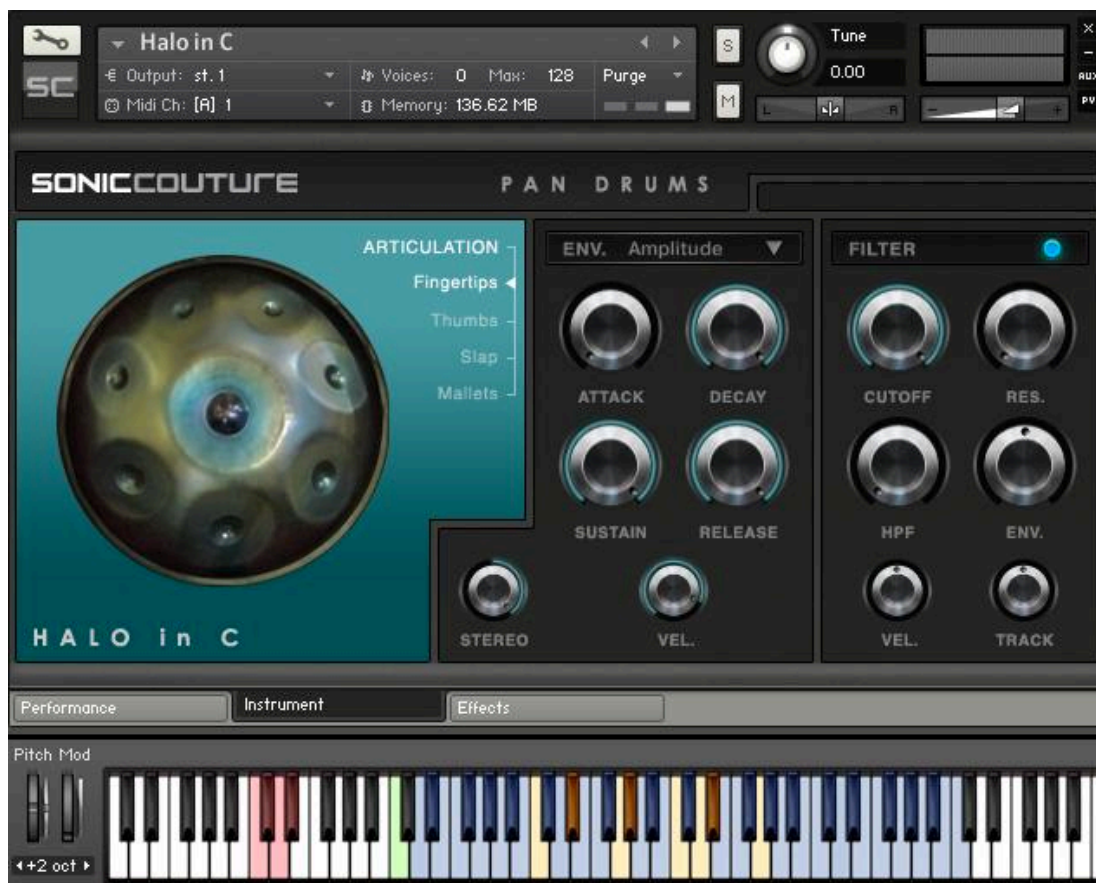 Halo in C
Output: st. 1
Voices: 0 Max: 128 Purge
Midi Ch: [A] 1
Memory: 136.62 MB
S
M
Tune
0.00
L R
- +
×
-
AUX
PV
SC
SONICCOUTURE
PAN DRUMS
ARTICULATION
Fingertips
Thumbs
Slap
Mallets
HALO in C
ENV. Amplitude
ATTACK DECAY
SUSTAIN RELEASE
STEREO VEL.
FILTER
CUTOFF RES.
HPF ENV.
VEL. TRACK
Performance Instrument Effects
Pitch Mod
+2 oct